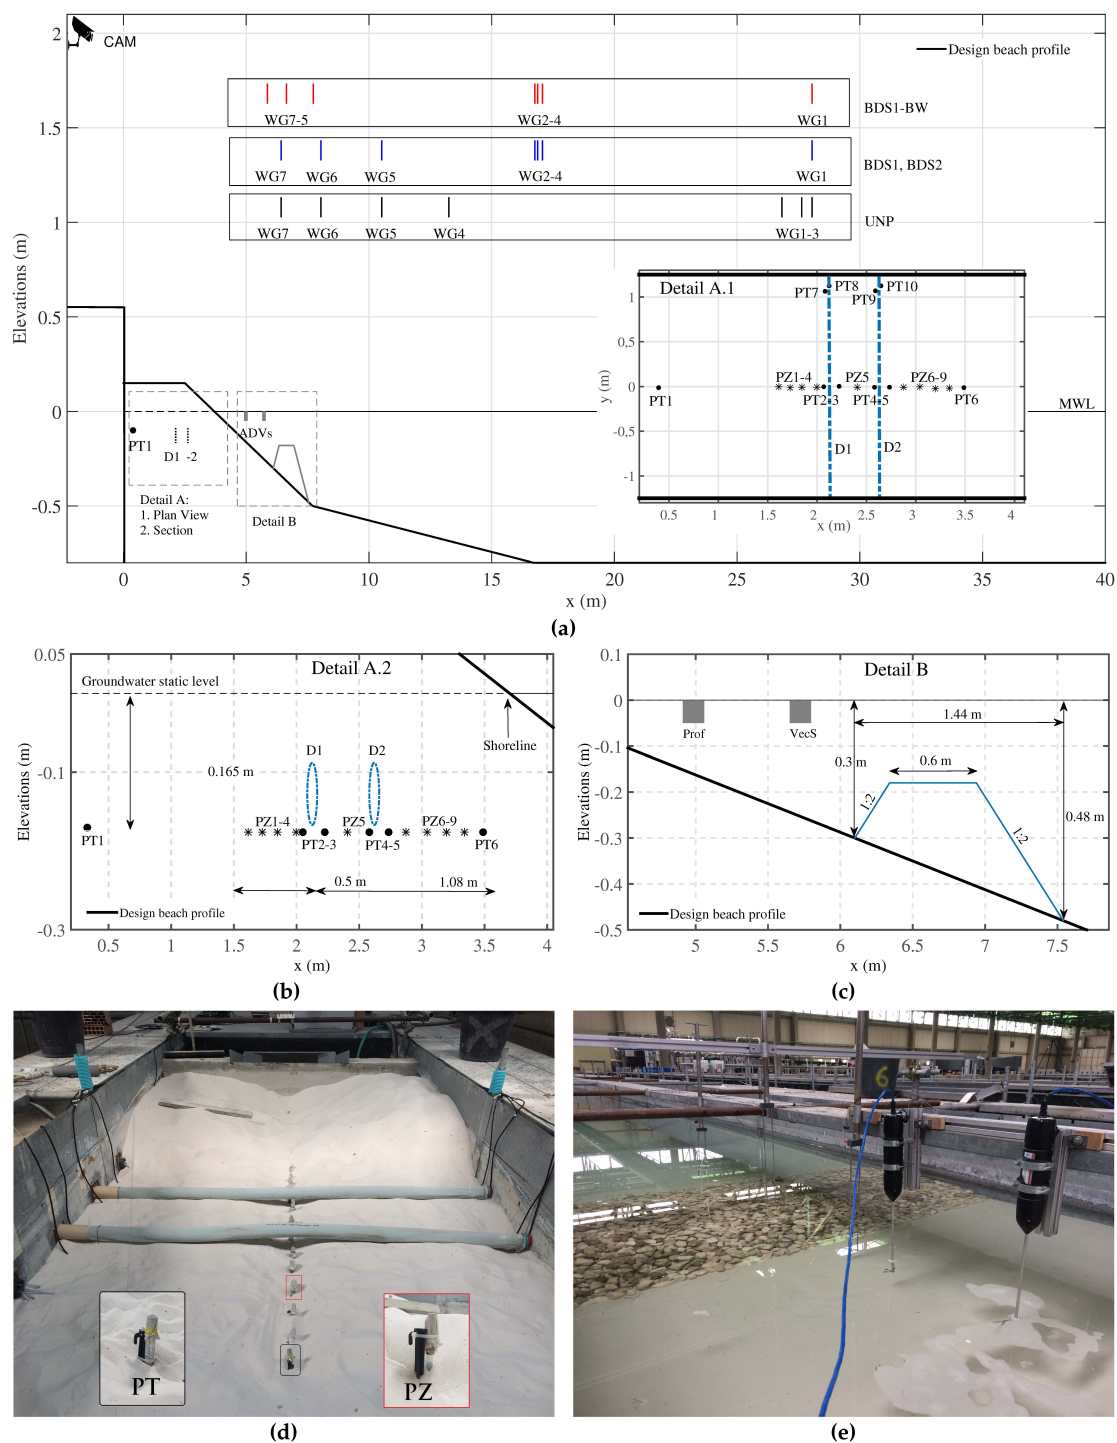 CAM
Design beach profile
WG7-5 WG2-4 WG1 BDS1-BW
WG7 WG6 WG5 WG2-4 WG1 BDS1, BDS2
WG7 WG6 WG5 WG4 WG1-3 UNP
2
1.5
1
0.5
0
-0.5
Elevations (m)
PT1
D1 -2
ADVs
Detail A:
1. Plan View
2. Section
Detail B
MWL
Detail A.1
PT7 PT8 PT9 PT10
PZ1-4 PZ5 PZ6-9
PT1 PT2-3 PT4-5 PT6
D1 D2
1
0,5
0
-0,5
-1
y (m)
0.5 1 1.5 2 2.5 3 3.5 4
x (m)
0 5 10 15 20 25 30 35 40
x (m)
(a)
0.05
-0.1
-0.3
Elevations (m)
Detail A.2
Groundwater static level
Shoreline
0.165 m
D1 D2
PZ1-4 PZ5 PZ6-9
PT1 PT2-3 PT4-5 PT6
0.5 m 1.08 m
Design beach profile
0.5 1 1.5 2 2.5 3 3.5 4
x (m)
(b)
0.1
0
-0.1
-0.2
-0.3
-0.4
-0.5
Elevations (m)
Detail B
Prof VecS
1.44 m
0.3 m 0.6 m
1:2 1:2
0.48 m
Design beach profile
5 5.5 6 6.5 7 7.5
x (m)
(c)
PT
PZ
(d)
6
(e)